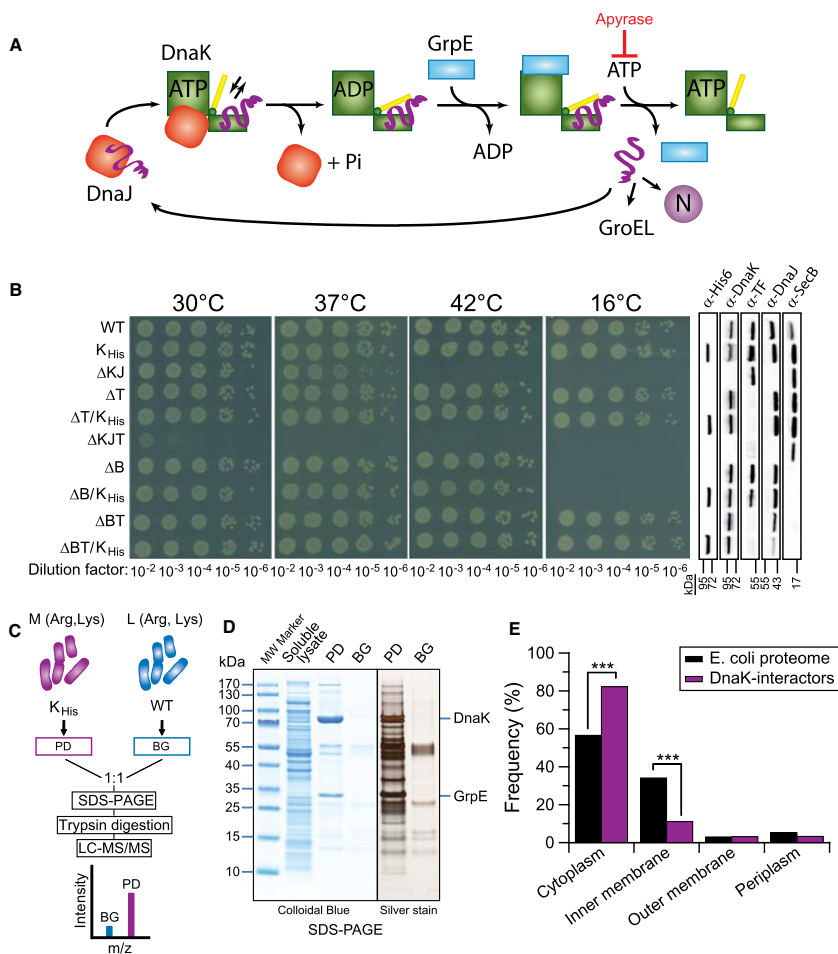 A
DnaK
ATP
DnaJ
+ Pi
ADP
GrpE
ADP
Apyrase
ATP
ATP
N
GroEL
B
30°C 37°C 42°C 16°C
α-His6 α-DnaK α-TF α-DnaJ α-SecB
WT
KHis
ΔKJ
ΔT
ΔT/KHis
ΔKJT
ΔB
ΔB/KHis
ΔBT
ΔBT/KHis
Dilution factor: 10-2 10-3 10-4 10-5 10-6 10-2 10-3 10-4 10-5 10-6 10-2 10-3 10-4 10-5 10-6 10-2 10-3 10-4 10-5 10-6
kDa 95 72 95 72 55 55 43 17
C
M (Arg,Lys) L (Arg, Lys)
KHis WT
PD BG
1:1
SDS-PAGE
Trypsin digestion
LC-MS/MS
Intensity
BG
PD
m/z
D
kDa
MW Marker
Soluble lysate
PD BG PD BG
170
130
100
70
55
40
35
25
15
10
DnaK
GrpE
Colloidal Blue Silver stain
SDS-PAGE
E
Frequency (%)
100
80
60
40
20
0
***
***
E. coli proteome
DnaK-interactors
Cytoplasm
Inner membrane
Outer membrane
Periplasm